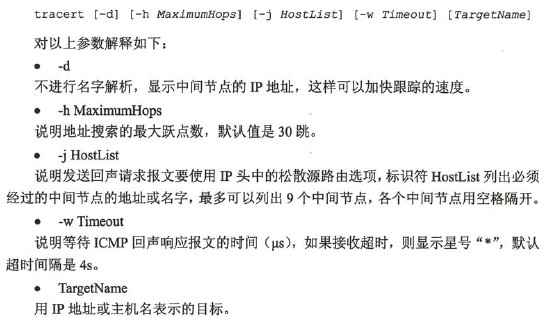 tracert [-d] [-h MaximumHops] [-j HostList] [-w Timeout] [TargetName]
对以上参数解释如下：
● -d
不进行名字解析，显示中间节点的 IP 地址，这样可以加快跟踪的速度。
● -h MaximumHops
说明地址搜索的最大跃点数，默认值是 30 跳。
● -j HostList
说明发送回声请求报文要使用 IP 头中的松散源路由选项，标识符 HostList 列出必须
经过的中间节点的地址或名字，最多可以列出 9 个中间节点，各个中间节点用空格隔开。
● -w Timeout
说明等待 ICMP 回声响应报文的时间（μs），如果接收超时，则显示星号“*”，默认
超时间隔是 4s。
● TargetName
用 IP 地址或主机名表示的目标。